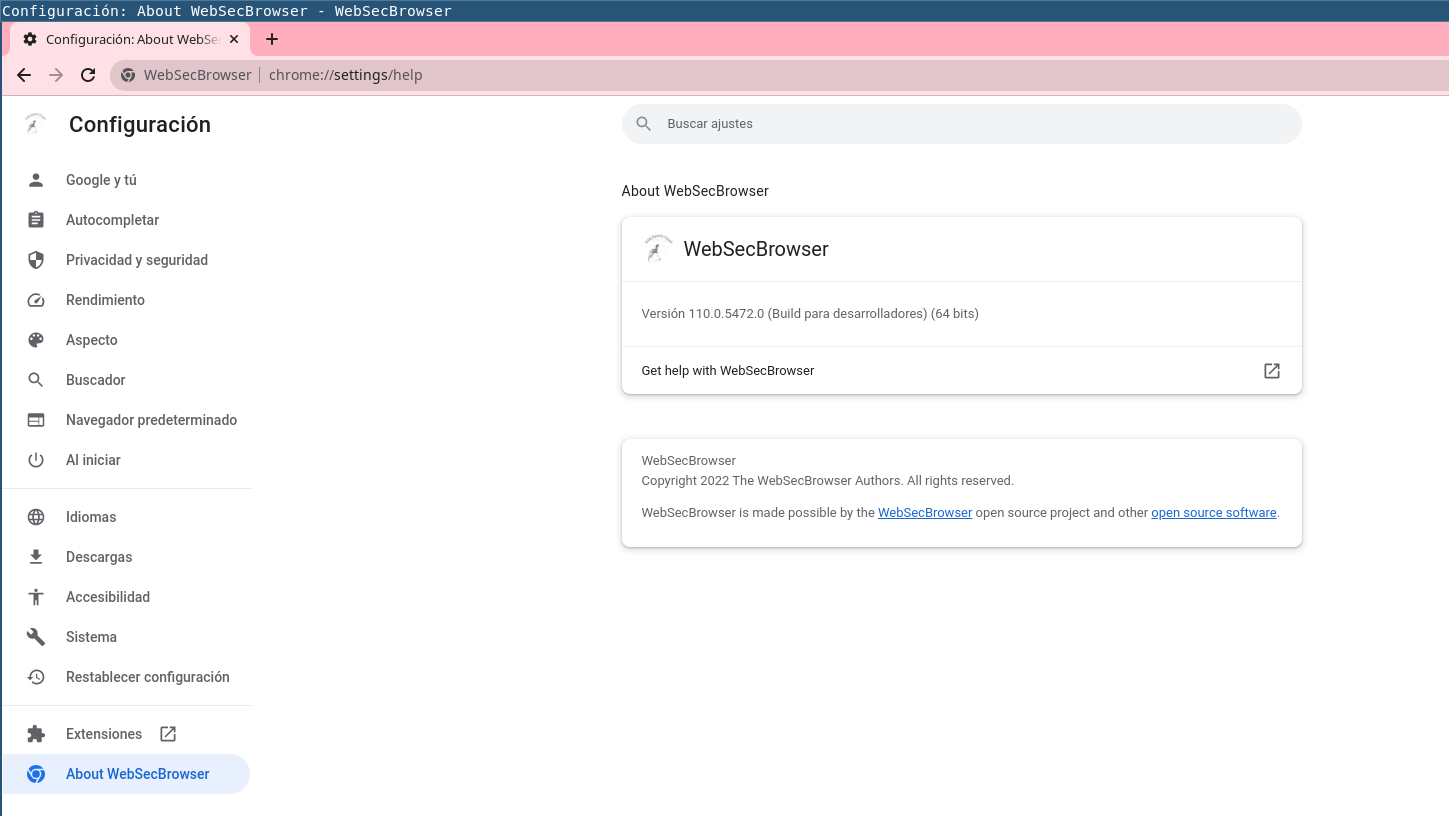 Configuración: About WebSecBrowser - WebSecBrowser
Configuración: About WebSe
WebSecBrowser | chrome://settings/help
Configuración
Buscar ajustes
Google y tú
Autocompletar
Privacidad y seguridad
Rendimiento
Aspecto
Buscador
Navegador predeterminado
Al iniciar
Idiomas
Descargas
Accesibilidad
Sistema
Restablecer configuración
Extensiones
About WebSecBrowser
About WebSecBrowser
WebSecBrowser
Versión 110.0.5472.0 (Build para desarrolladores) (64 bits)
Get help with WebSecBrowser
WebSecBrowser
Copyright 2022 The WebSecBrowser Authors. All rights reserved.
WebSecBrowser is made possible by the WebSecBrowser open source project and other open source software.